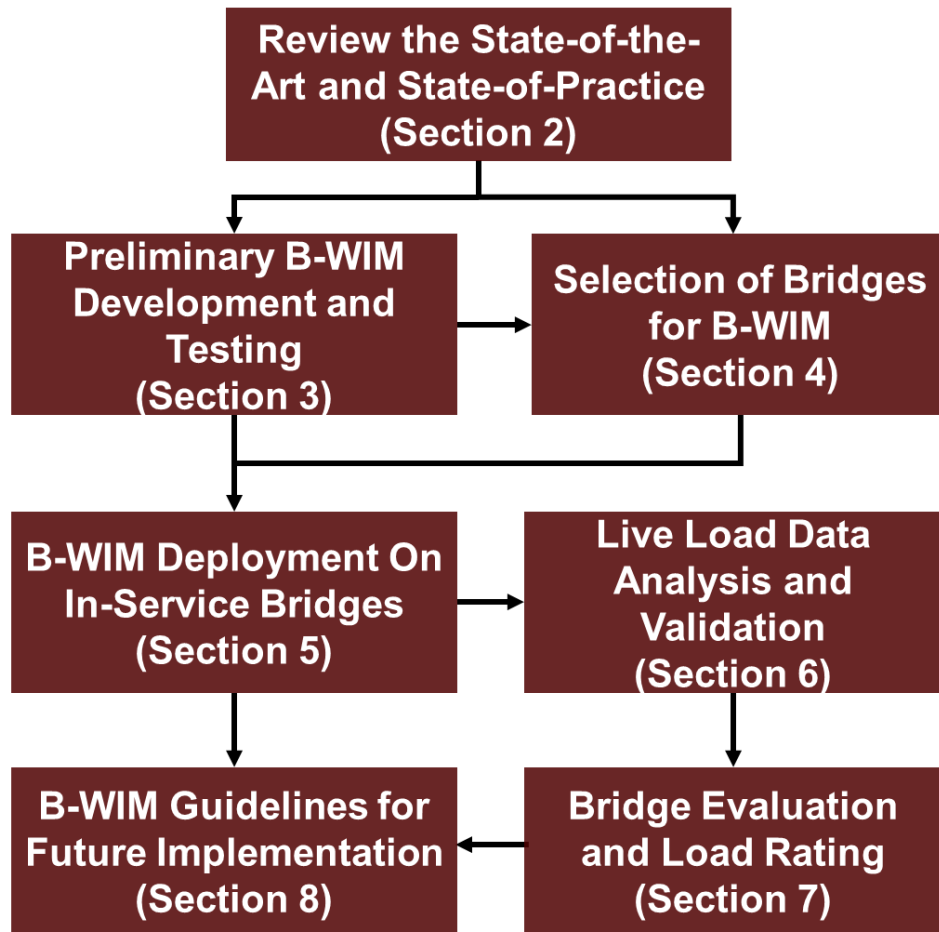 Review the State-of-the-
Art and State-of-Practice
(Section 2)
Preliminary B-WIM
Development and
Testing
(Section 3)
Selection of Bridges
for B-WIM
(Section 4)
B-WIM Deployment On
In-Service Bridges
(Section 5)
Live Load Data
Analysis and
Validation
(Section 6)
B-WIM Guidelines for
Future Implementation
(Section 8)
Bridge Evaluation
and Load Rating
(Section 7)